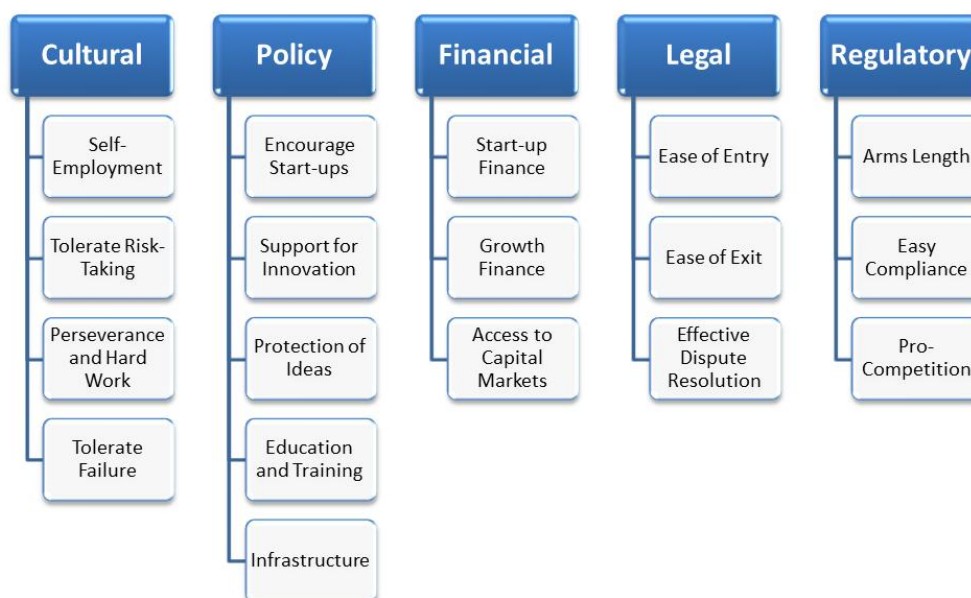 Cultural
Self-
Employment
Tolerate Risk-
Taking
Perseverance
and Hard
Work
Tolerate
Failure
Policy
Encourage
Start-ups
Support for
Innovation
Protection of
Ideas
Education
and Training
Infrastructure
Financial
Start-up
Finance
Growth
Finance
Access to
Capital
Markets
Legal
Ease of Entry
Ease of Exit
Effective
Dispute
Resolution
Regulatory
Arms Length
Easy
Compliance
Pro-
Competition